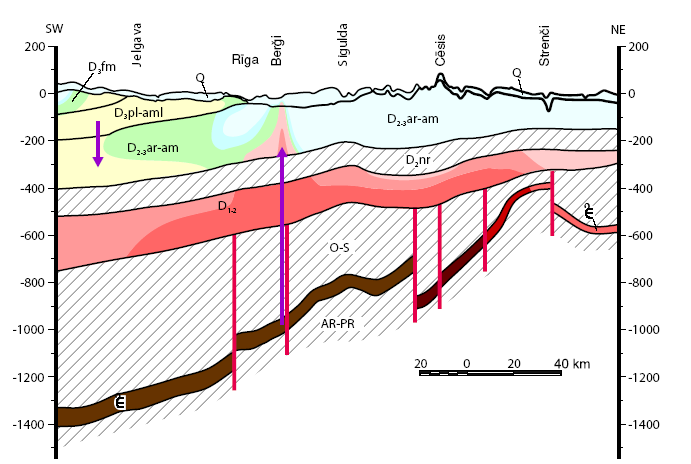 SW
Jelgava
Rīga
Berģi
Sigulda
Cēsis
Strenči
NE
200
0
-200
-400
-600
-800
-1000
-1200
-1400
200
0
-200
-400
-600
-800
-1000
-1200
-1400
D₃fm
Q
Q
D₃pl-aml
D₂₋₃ar-am
D₂₋₃ar-am
D₂nr
D₁₋₂
O-S
AR-PR
20 0 20 40 km